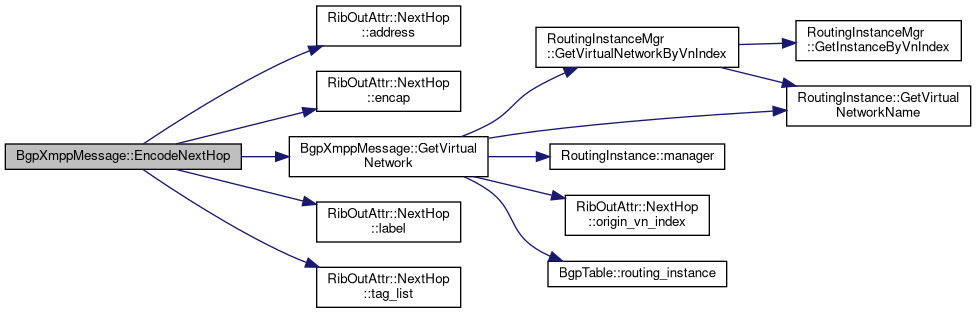 BgpXmppMessage::EncodeNextHop
RibOutAttr::NextHop
::address
RibOutAttr::NextHop
::encap
BgpXmppMessage::GetVirtual
Network
RibOutAttr::NextHop
::label
RibOutAttr::NextHop
::tag_list
RoutingInstanceMgr
::GetVirtualNetworkByVnIndex
RoutingInstance::manager
RibOutAttr::NextHop
::origin_vn_index
BgpTable::routing_instance
RoutingInstanceMgr
::GetInstanceByVnIndex
RoutingInstance::GetVirtual
NetworkName